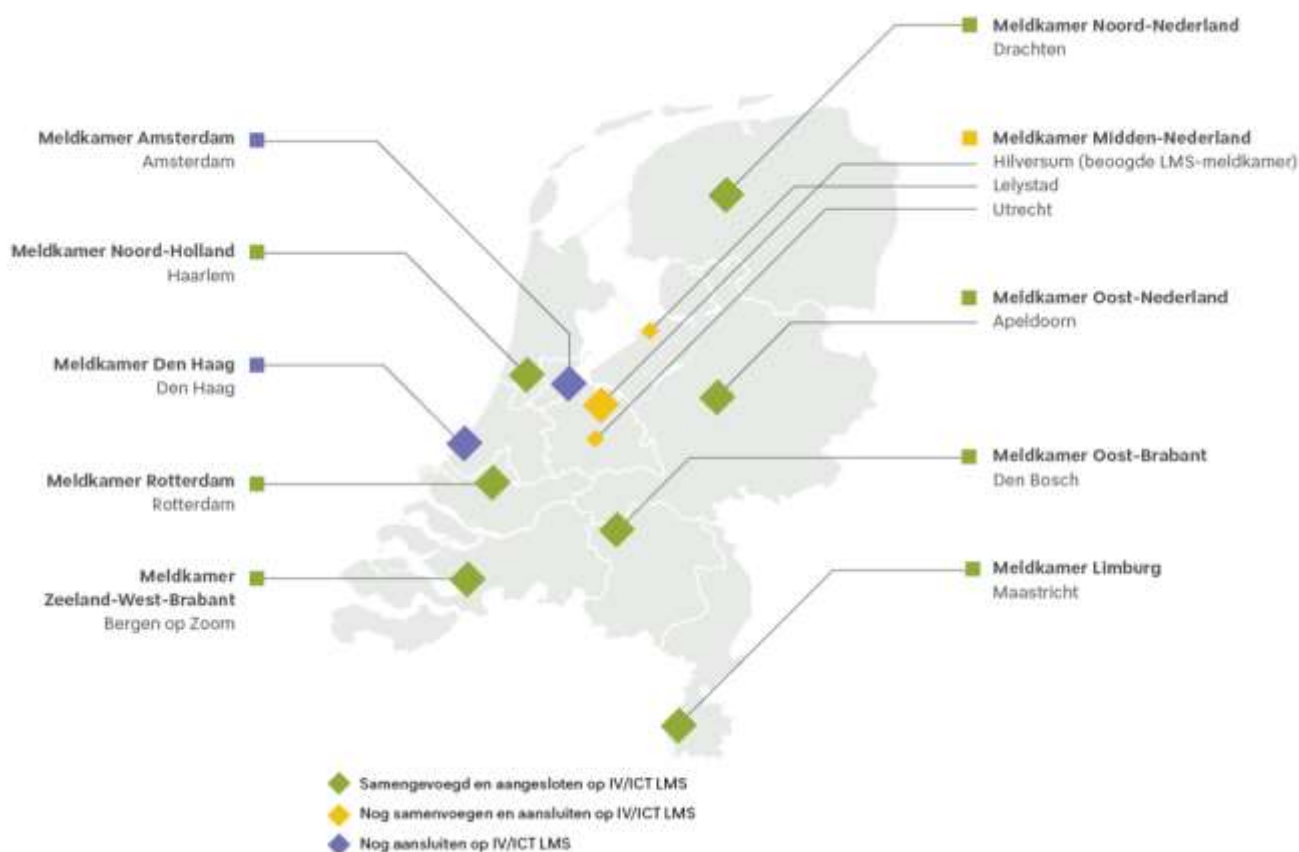 Meldkamer Noord-Nederland
Drachten
Meldkamer Amsterdam
Amsterdam
Meldkamer Midden-Nederland
Hilversum (beoogde LMS-meldkamer)
Lelystad
Utrecht
Meldkamer Noord-Holland
Haarlem
Meldkamer Oost-Nederland
Apeldoorn
Meldkamer Den Haag
Den Haag
Meldkamer Oost-Brabant
Den Bosch
Meldkamer Rotterdam
Rotterdam
Meldkamer
Zeeland-West-Brabant
Bergen op Zoom
Meldkamer Limburg
Maastricht
Samengevoegd en aangesloten op IV/ICT LMS
Nog samenvoegen en aansluiten op IV/ICT LMS
Nog aansluiten op IV/ICT LMS